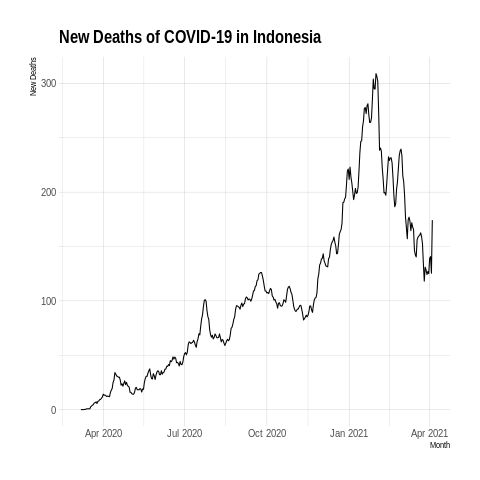 New Deaths of COVID-19 in Indonesia
New Deaths
300
200
100
0
Apr 2020 Jul 2020 Oct 2020 Jan 2021 Apr 2021
Month